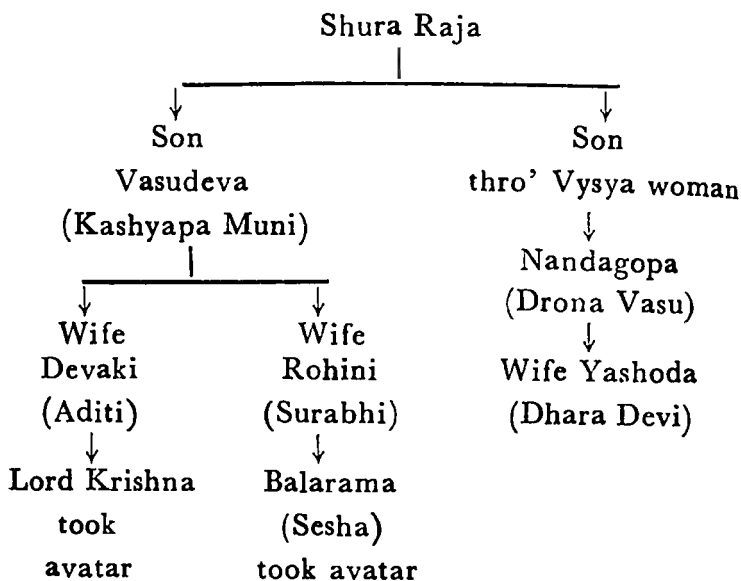 Shura Raja
Son
Vasudeva
(Kashyapa Muni)
Wife
Devaki
(Aditi)
Lord Krishna
took
avatar
Wife
Rohini
(Surabhi)
Balarama
(Sesha)
took avatar
Son
thro' Vysya woman
Nandagopa
(Drona Vasu)
Wife Yashoda
(Dhara Devi)